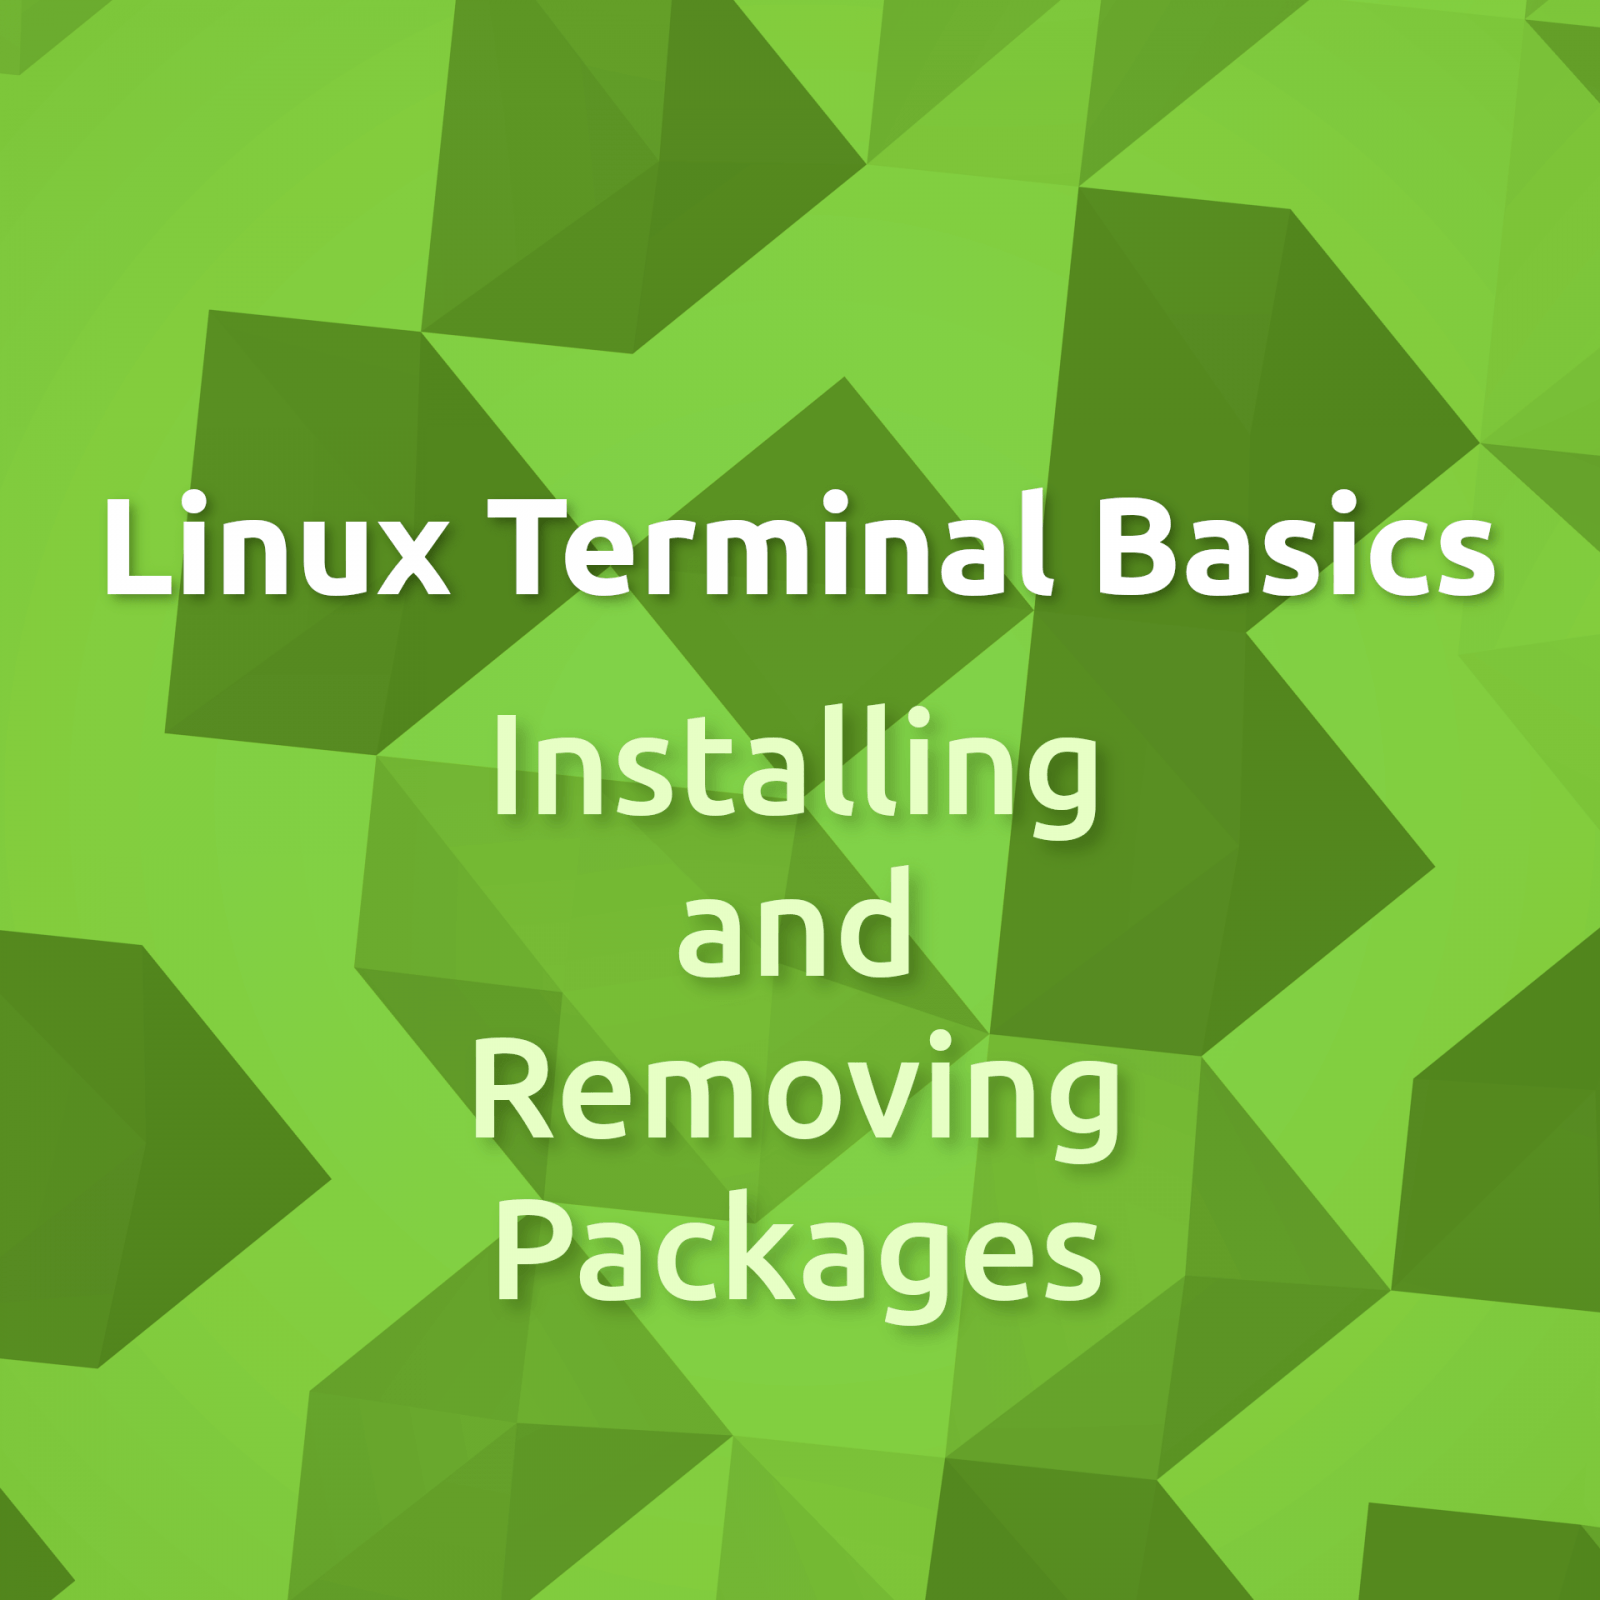 Linux Terminal Basics
Installing
and
Removing
Packages